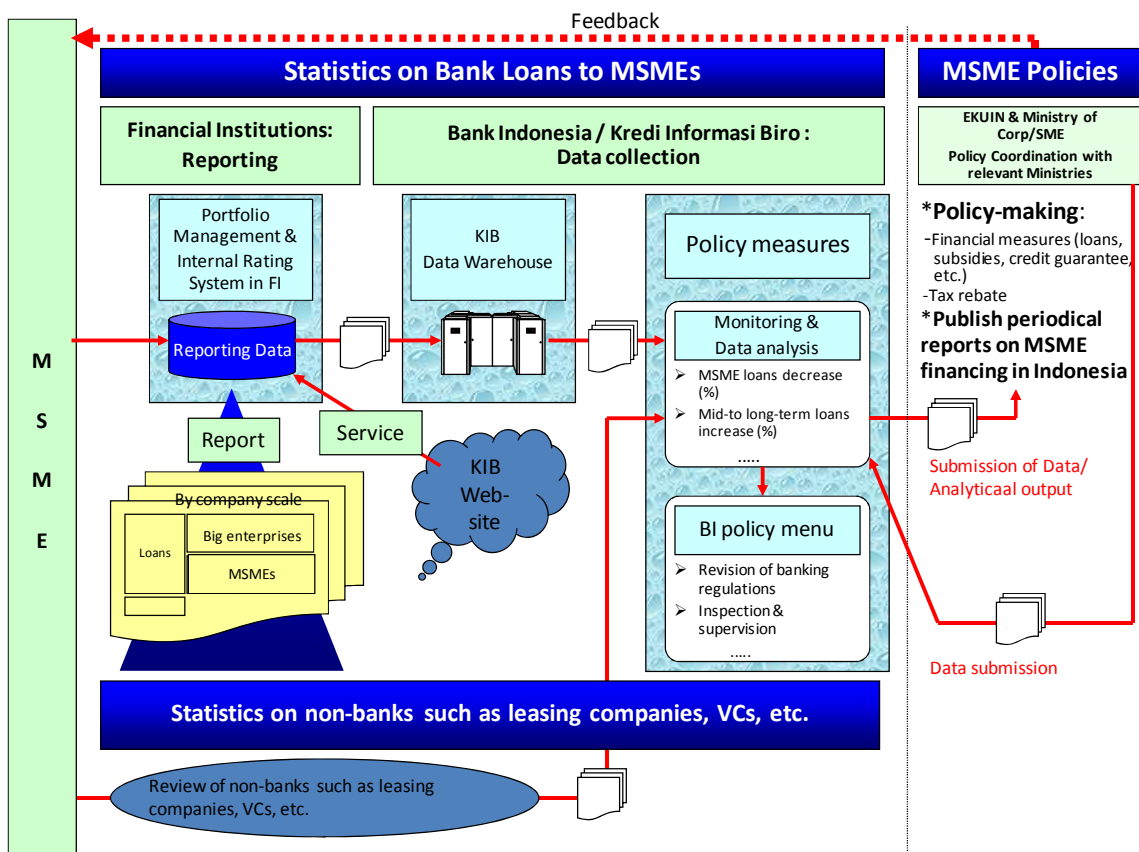 Feedback
Statistics on Bank Loans to MSMEs
MSME Policies
Financial Institutions:
Reporting
Bank Indonesia / Kredi Informasi Biro :
Data collection
EKUIN & Ministry of
Corp/SME
Policy Coordination with
relevant Ministries
Portfolio
Management &
Internal Rating
System in FI
KIB
Data Warehouse
Policy measures
*Policy-making:
-Financial measures (loans,
subsidies, credit guarantee,
etc.)
-Tax rebate
*Publish periodical
reports on MSME
financing in Indonesia
Reporting Data
Monitoring &
Data analysis
➢ MSME loans decrease
(%)
➢ Mid-to long-term loans
increase (%)
.....
M
S
M
E
Report
Service
KIB
Web-
site
Submission of Data/
Analyticaal output
By company scale
Loans
Big enterprises
MSMEs
BI policy menu
➢ Revision of banking
regulations
➢ Inspection &
supervision
.....
Data submission
Statistics on non-banks such as leasing companies, VCs, etc.
Review of non-banks such as leasing
companies, VCs, etc.